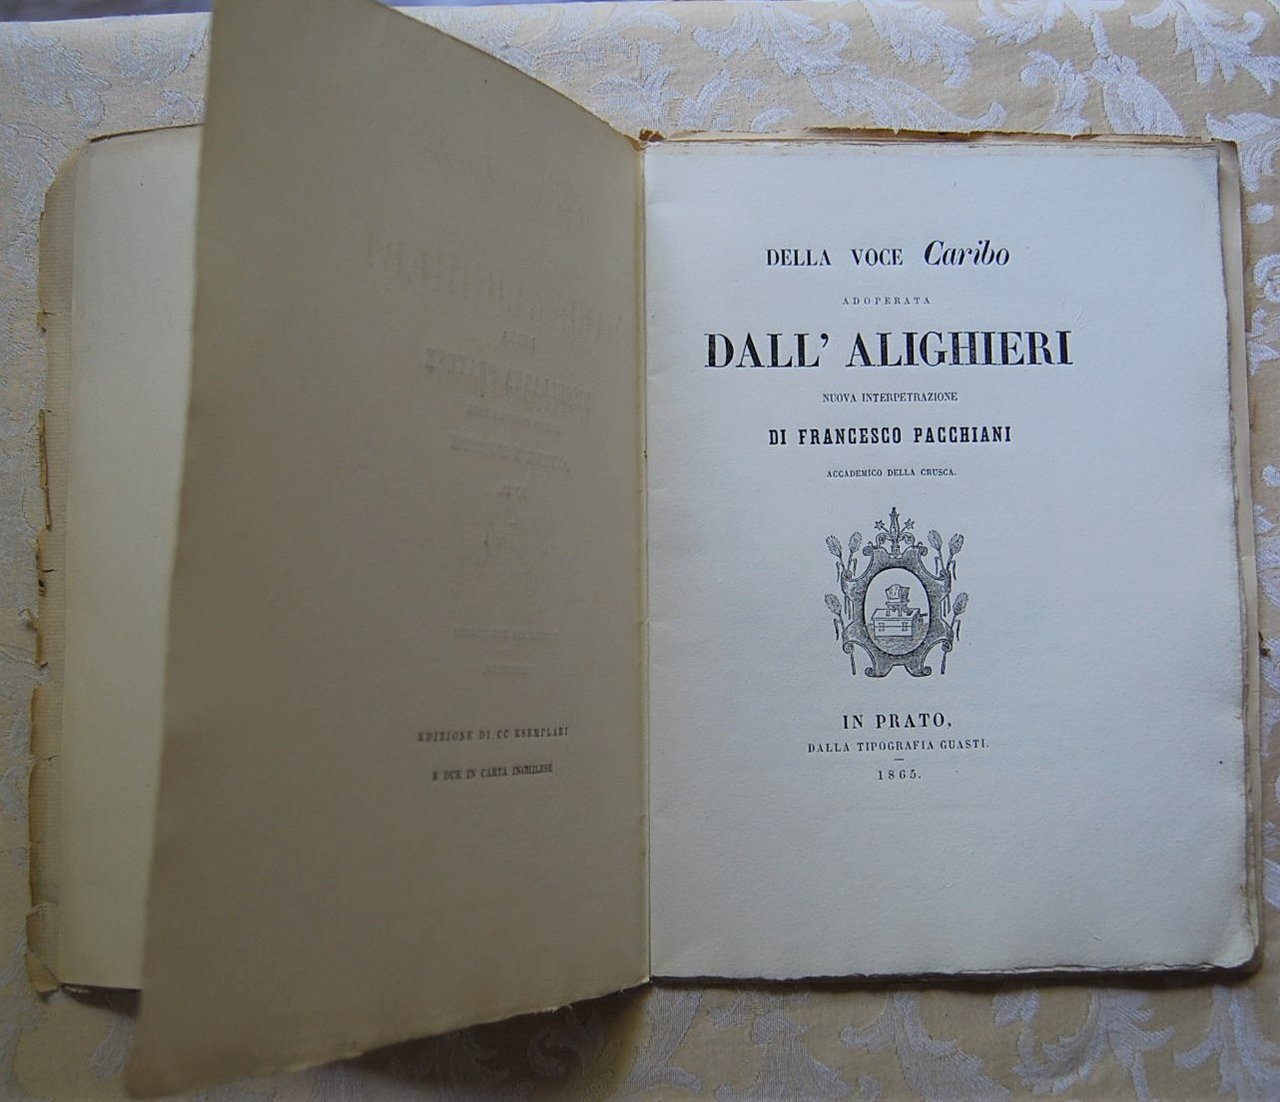 EDIZIONE DI CC ESEMPLARI
E DUE IN CARTA INGHILESE
DELLA VOCE Caribo
ADOPERATA
DALL' ALIGHIERI
NUOVA INTERPETRAZIONE
DI FRANCESCO PACCHIANI
ACCADEMICO DELLA CRUSCA.
IN PRATO,
DALLA TIPOGRAFIA GUASTI.
1865.